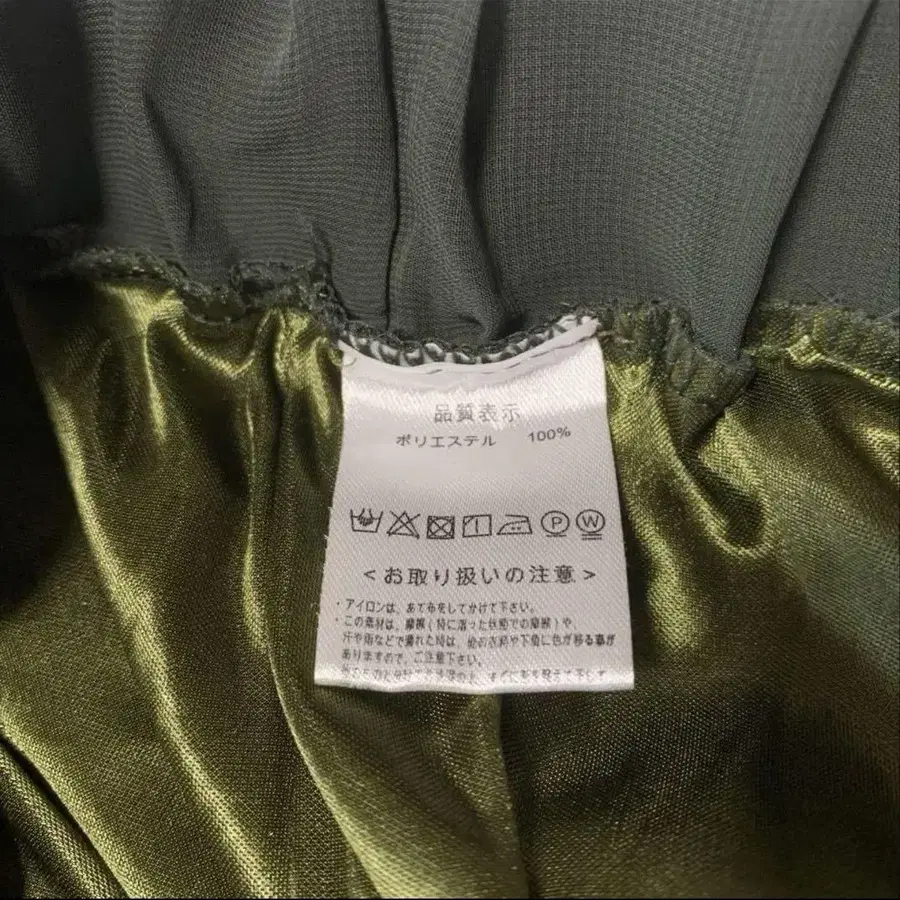 品質表示
ポリエステル 100%
P W
<お取り扱いの注意>
・アイロンは、あて布をしてかけて下さい。
・この素材は、摩擦(特に湿った状態での摩擦)や、
汗や雨などで濡れた時は、他の衣類や下着に色が移る事が
ありますので、ご注意下さい。